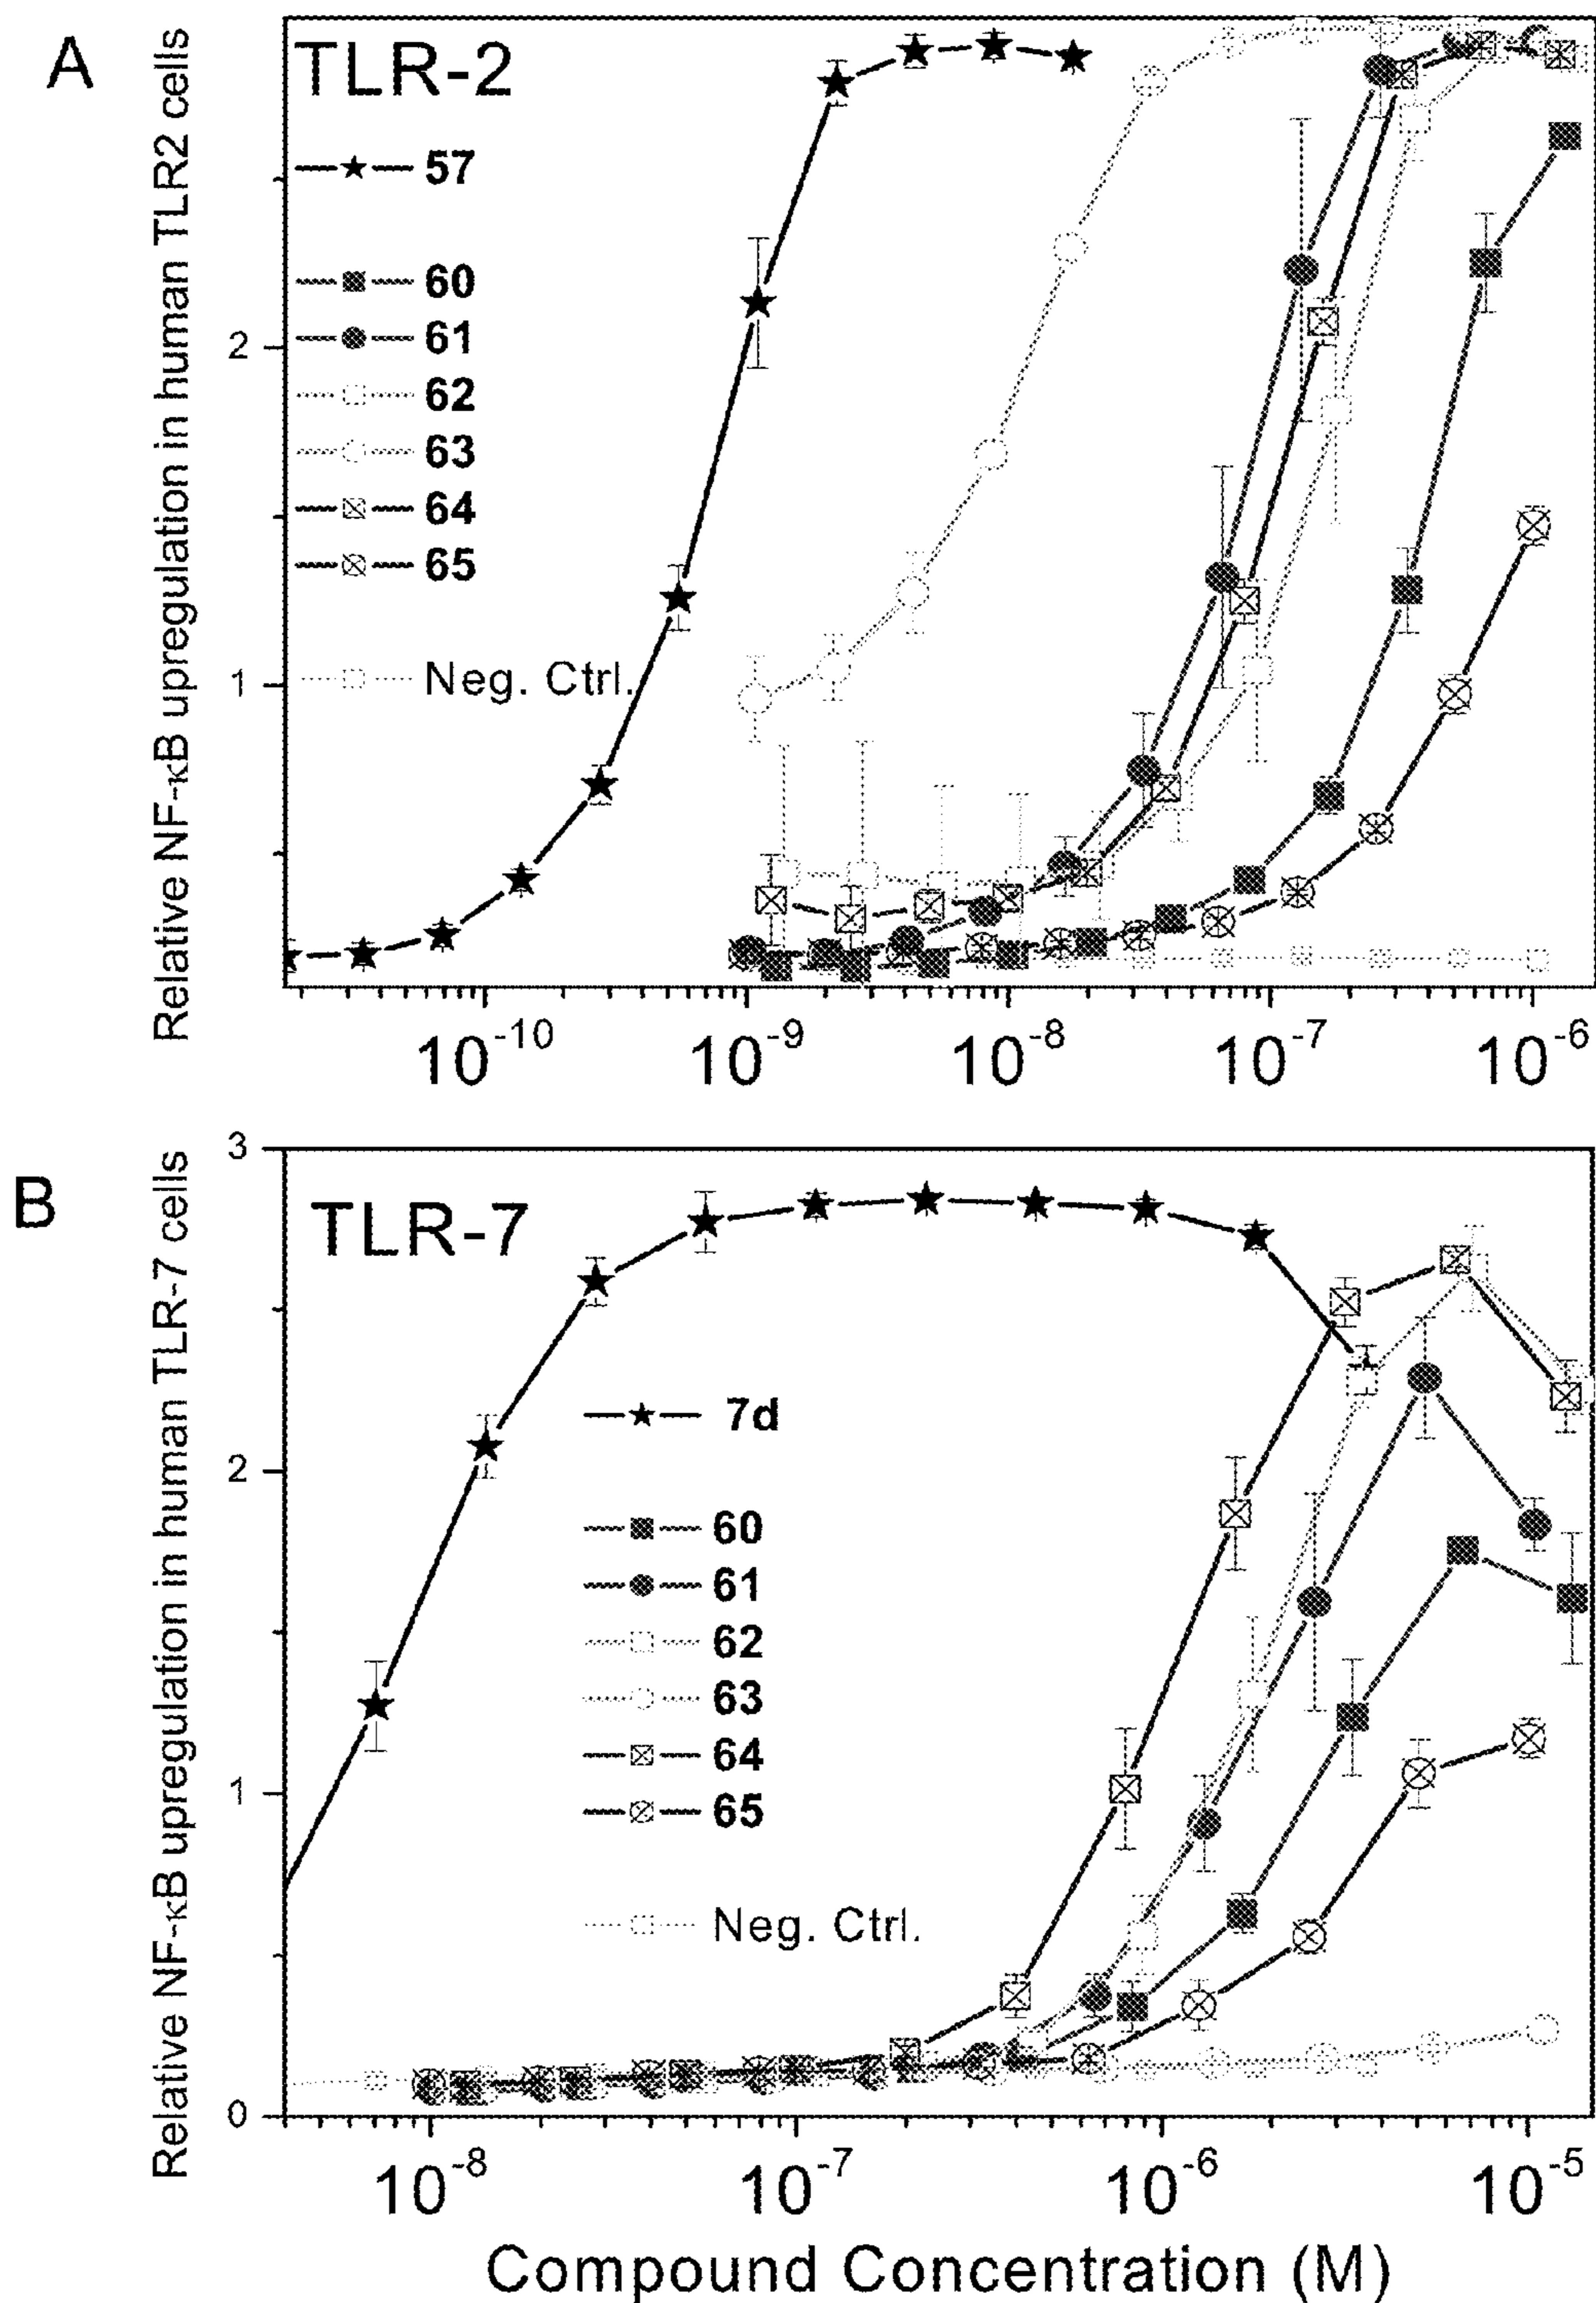 A
TLR-2
Relative NF-κB upregulation in human TLR2 cells
57
60
61
62
63
64
65
Neg. Ctrl.
2
1
10-10
10-9
10-8
10-7
10-6
B
TLR-7
Relative NF-κB upregulation in human TLR-7 cells
7d
60
61
62
63
64
65
Neg. Ctrl.
3
2
1
0
10-8
10-7
10-6
10-5
Compound Concentration (M)